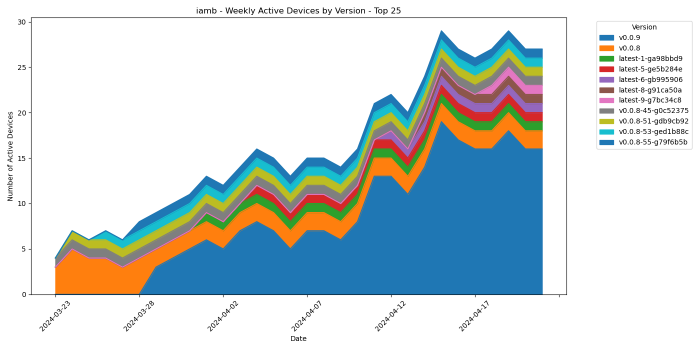 iamb - Weekly Active Devices by Version - Top 25
Number of Active Devices
30
25
20
15
10
5
0
2024-03-23
2024-03-28
2024-04-02
2024-04-07
2024-04-12
2024-04-17
Date
Version
v0.0.9
v0.0.8
latest-1-ga98bbd9
latest-5-ge5b284e
latest-6-gb995906
latest-8-g91ca50a
latest-9-g7bc34c8
v0.0.8-45-g0c52375
v0.0.8-51-gdb9cb92
v0.0.8-53-ged1b88c
v0.0.8-55-g79f6b5b